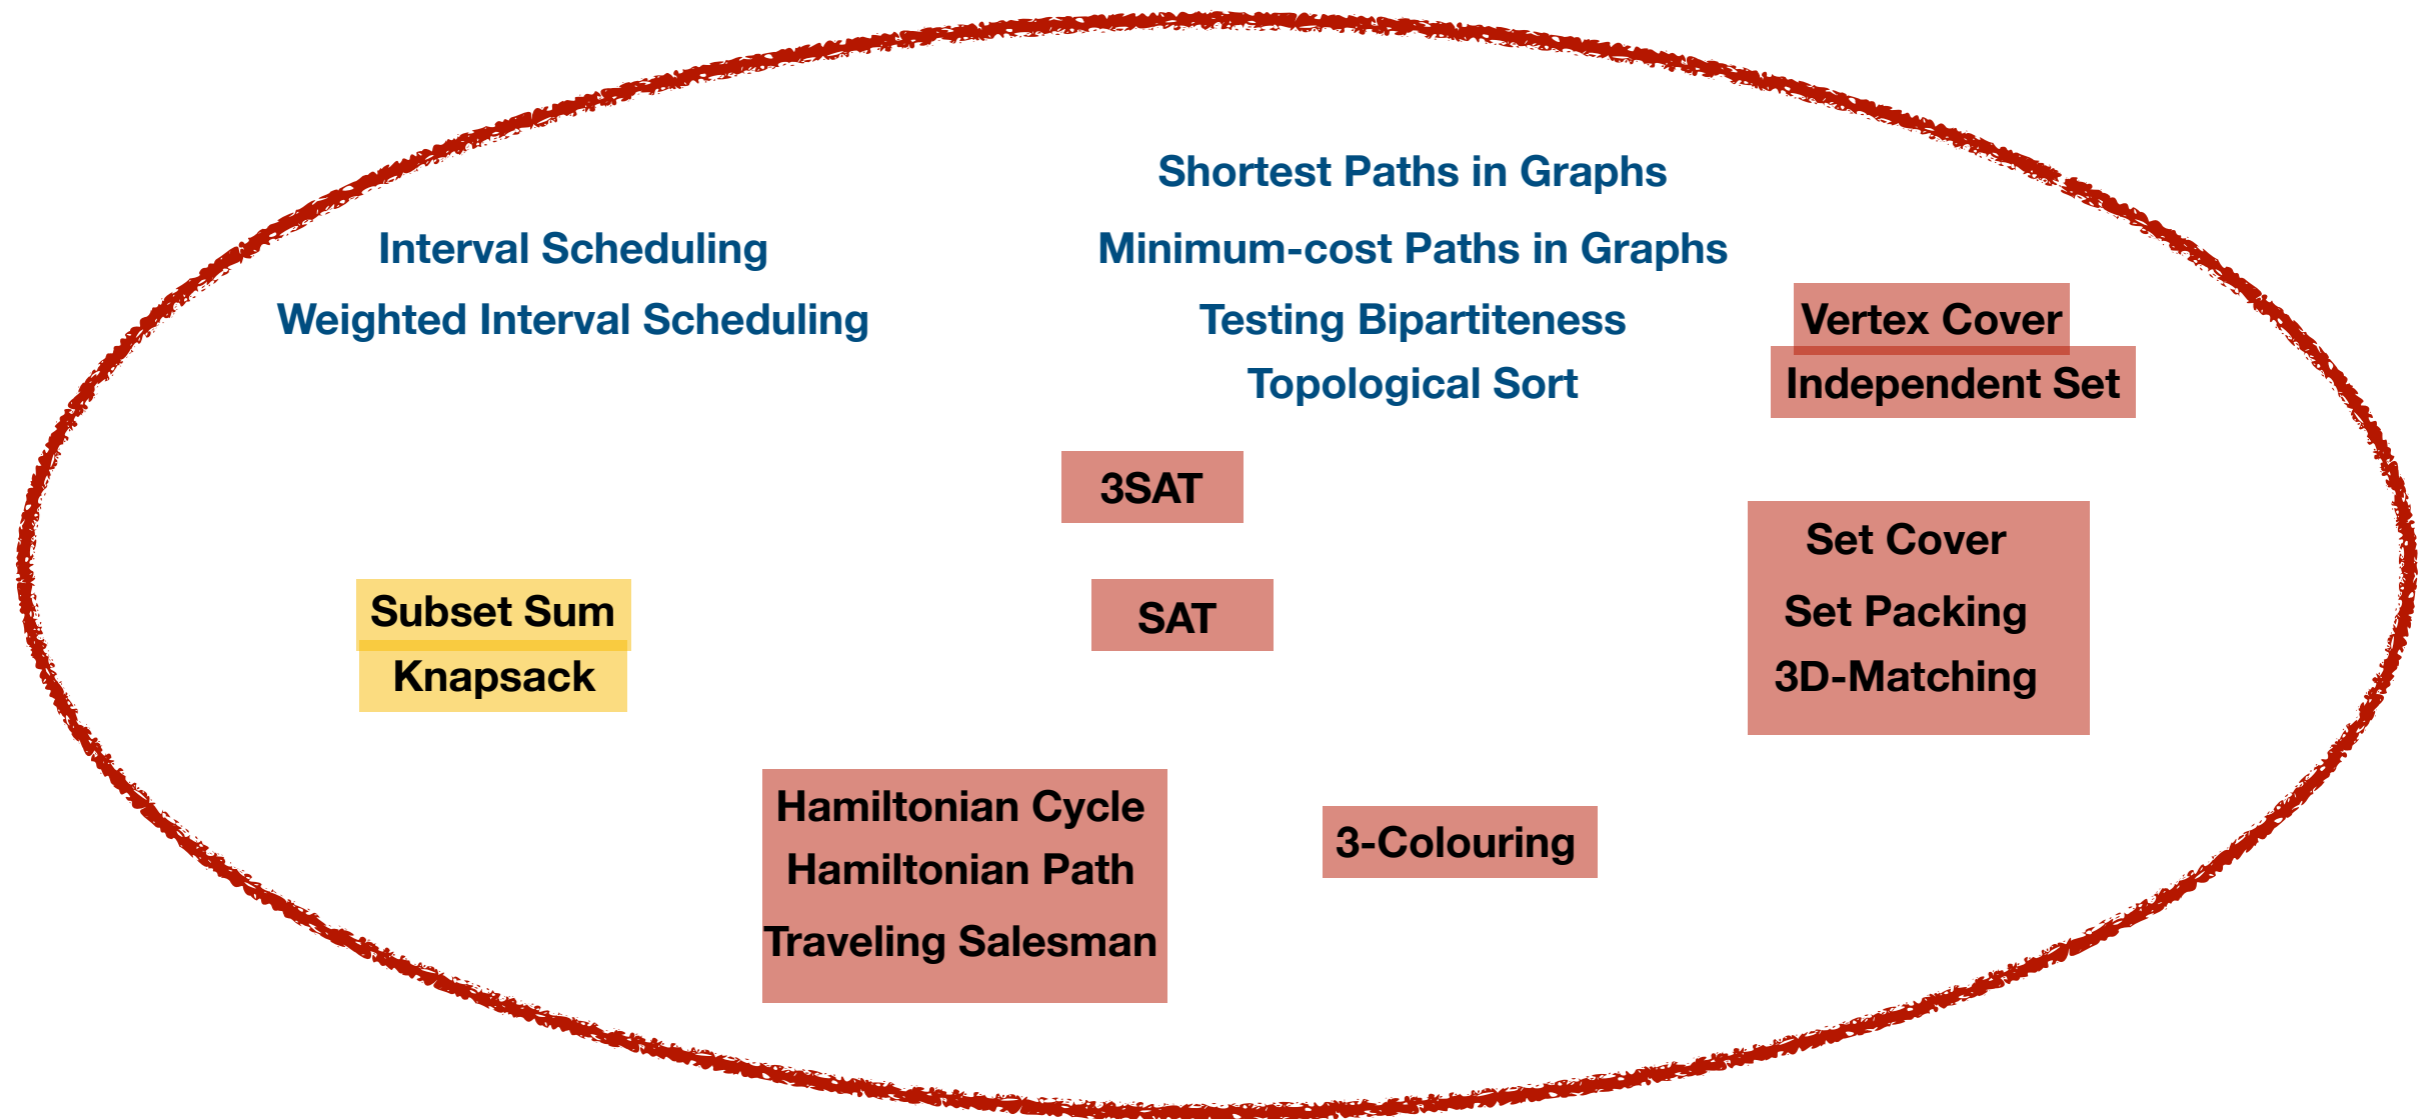 Shortest Paths in Graphs
Interval Scheduling
Minimum-cost Paths in Graphs
Weighted Interval Scheduling
Testing Bipartiteness
Vertex Cover
Topological Sort
Independent Set
3SAT
Set Cover
Subset Sum
SAT
Set Packing
Knapsack
3D-Matching
Hamiltonian Cycle
3-Colouring
Hamiltonian Path
Traveling Salesman